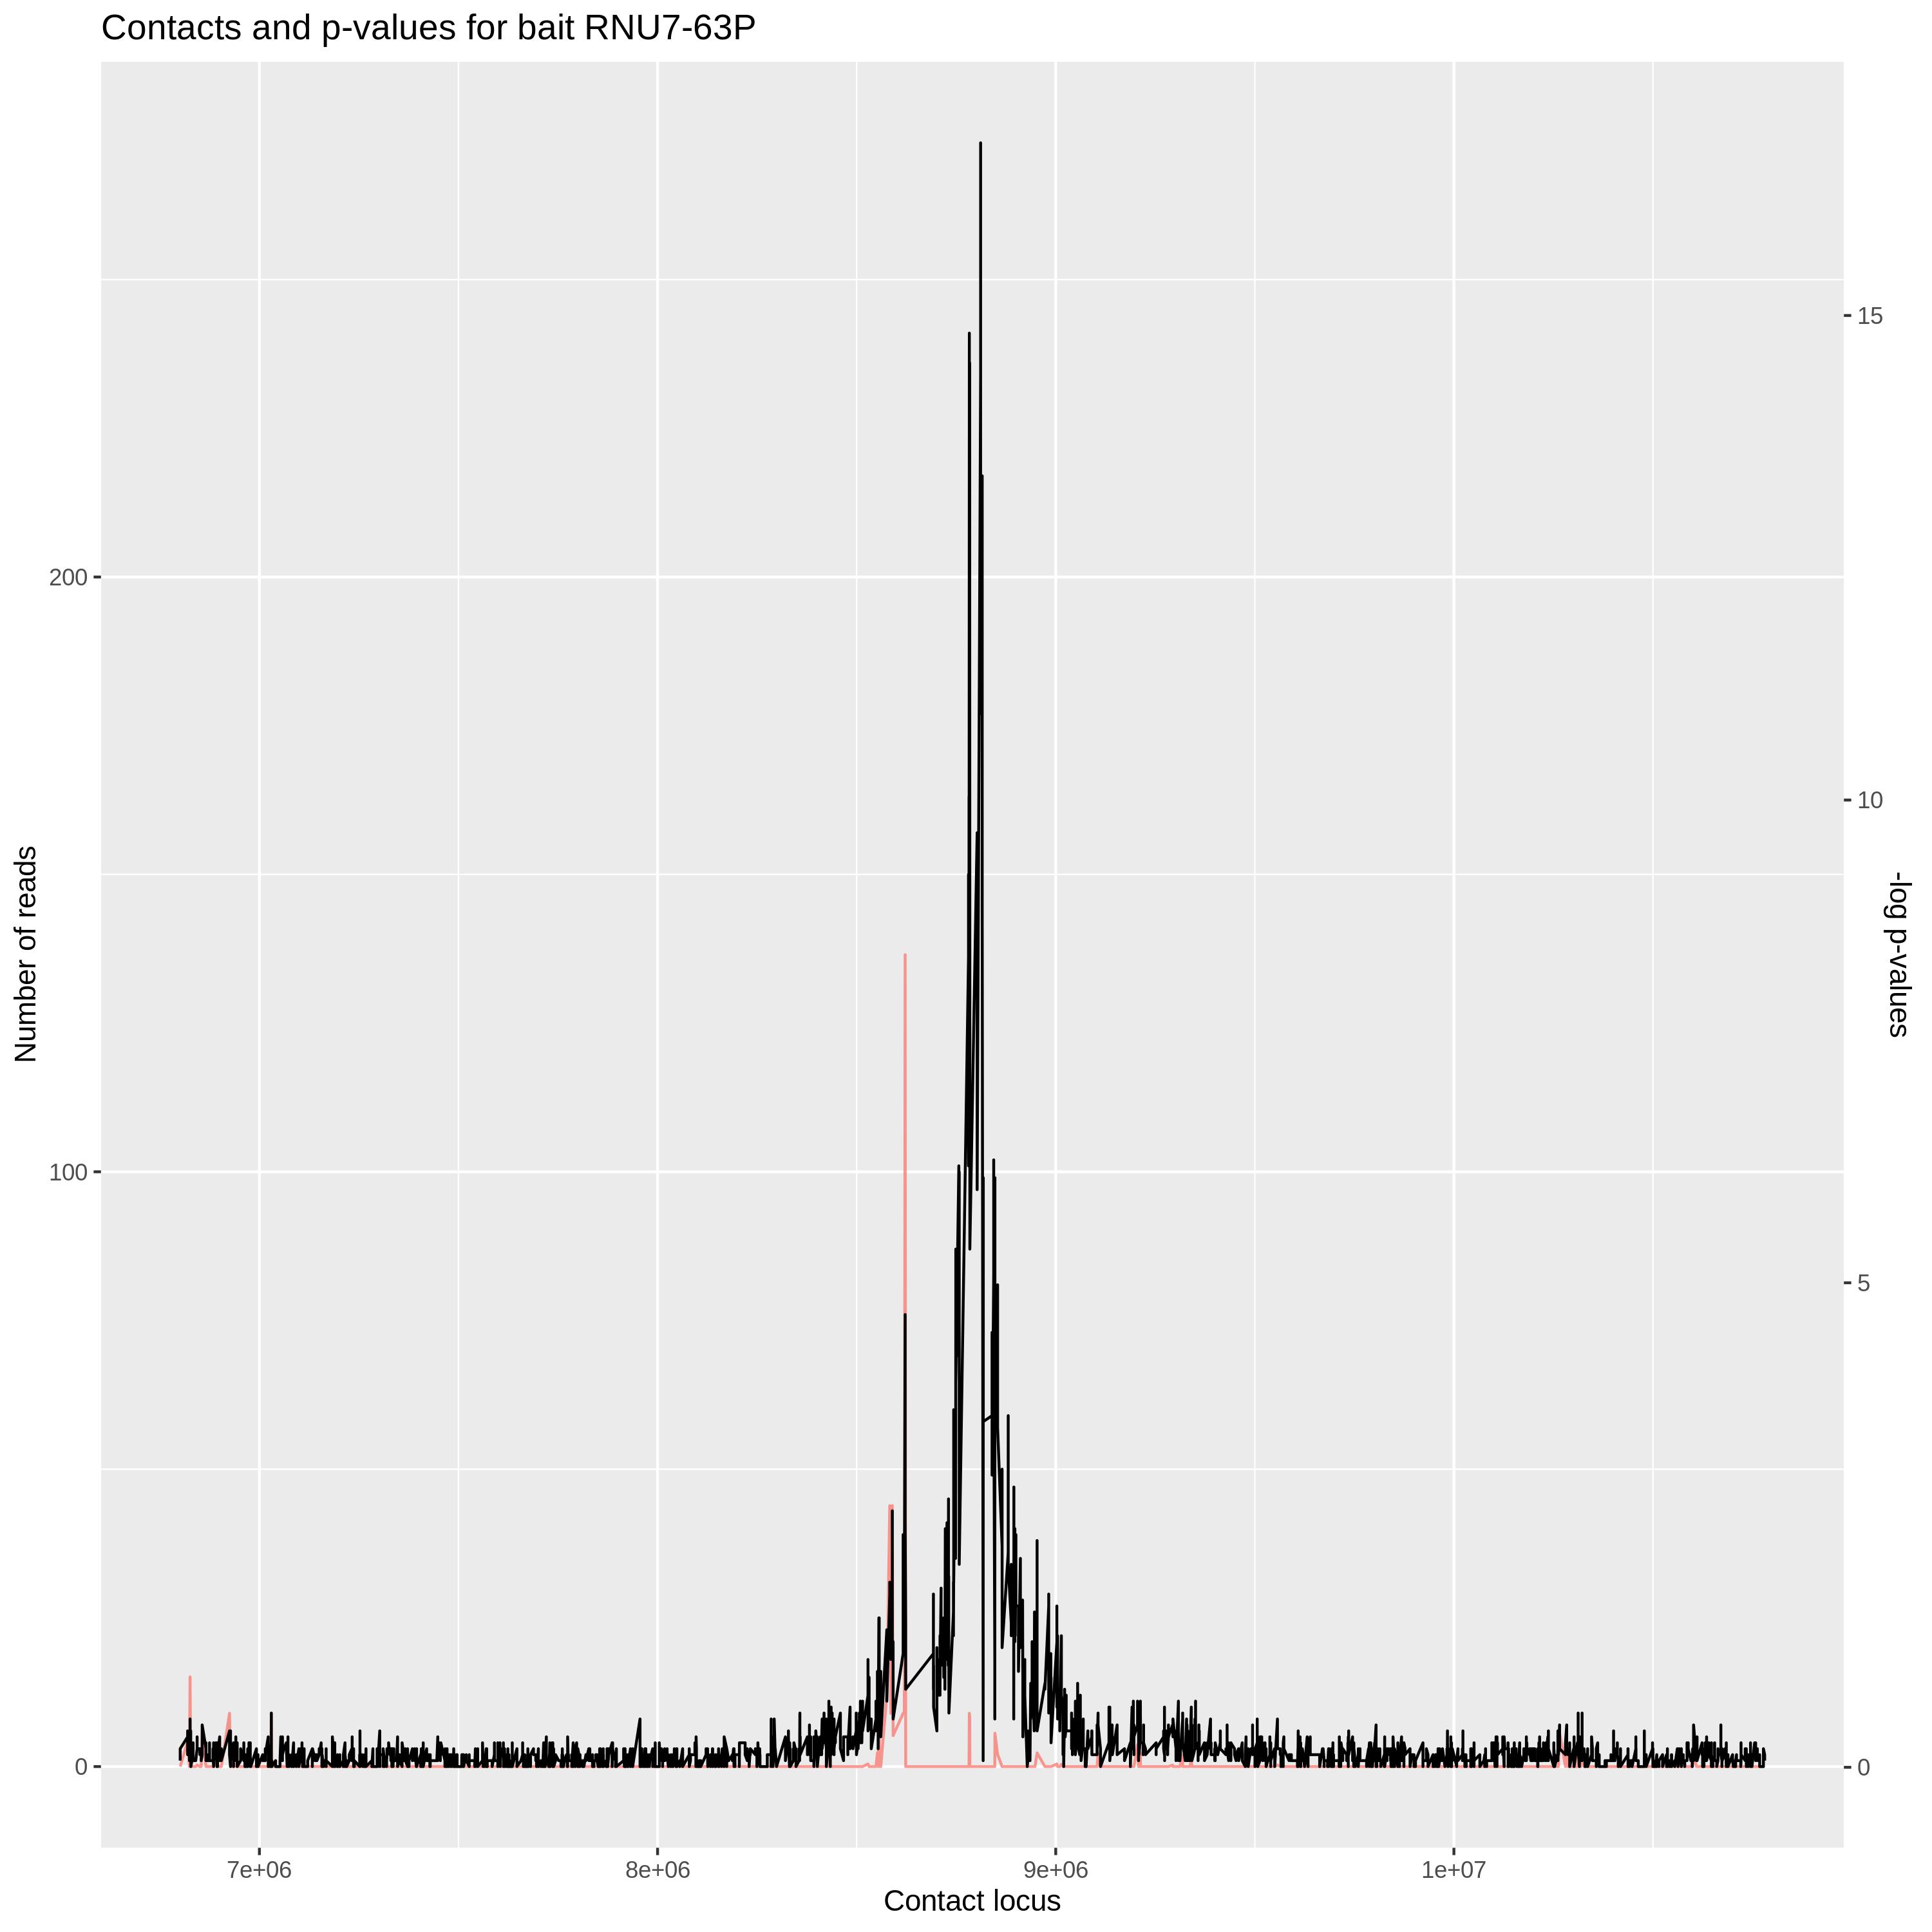 Contacts and p-values for bait RNU7-63P
Number of reads
200
100
0
15
10
5
0
-log p-values
7e+06
8e+06
9e+06
1e+07
Contact locus